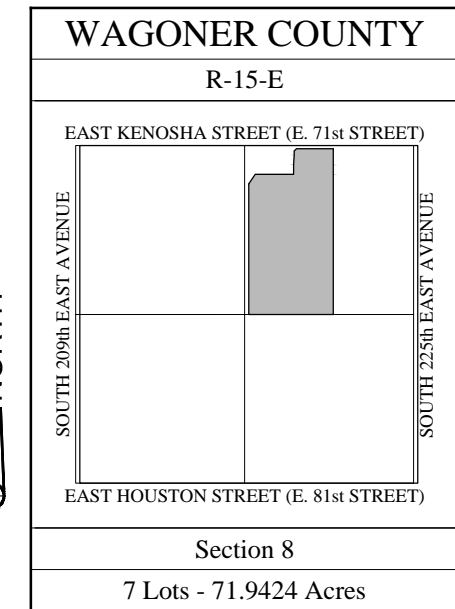 WAGONER COUNTY
R-15-E
EAST KENOSHA STREET (E. 71st STREET)
SOUTH 209th EAST AVENUE
SOUTH 225th EAST AVENUE
EAST HOUSTON STREET (E. 81st STREET)
Section 8
7 Lots - 71.9424 Acres